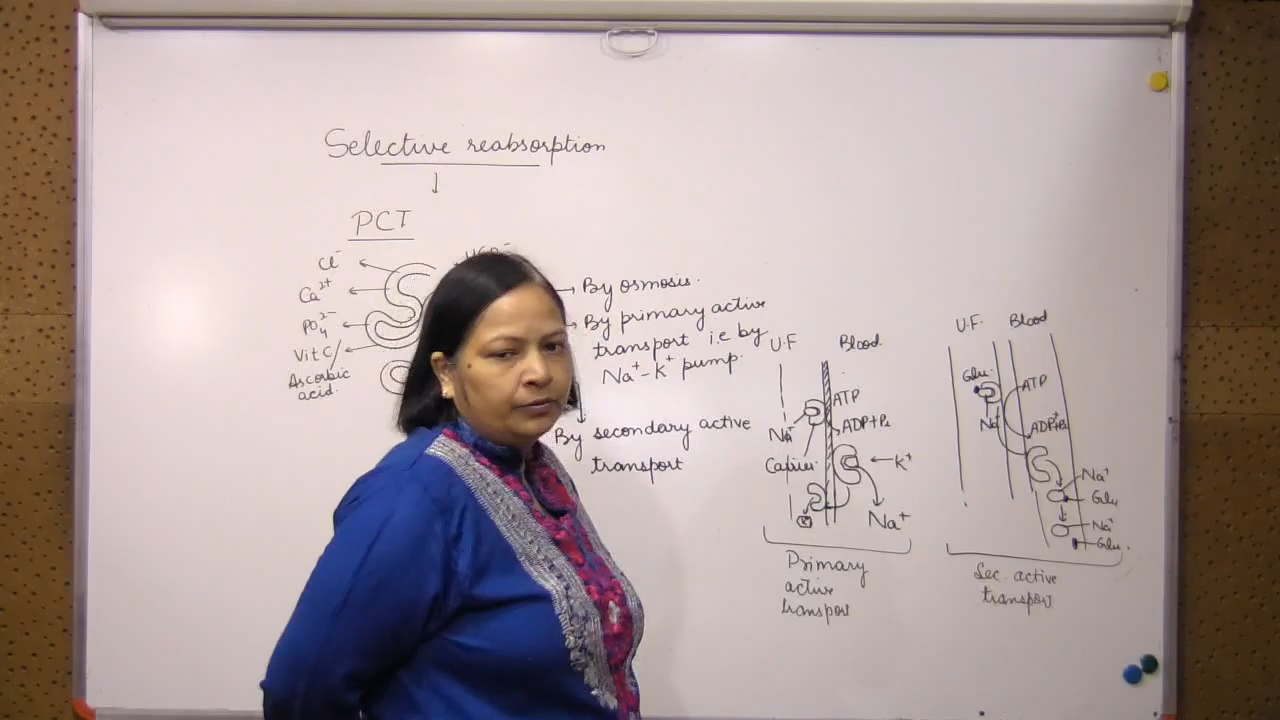 Selective reabsorption
PCT
Cl⁻
Ca²⁺
PO₄²⁻
Vit C/
Ascorbic
acid.
By osmosis.
By primary active
transport i.e by
Na⁺-K⁺ pump.
By secondary active
transport
U.F
Blood.
ATP
ADP+Pi
Na⁺
Carrier
K⁺
Na⁺
Primary
active
transport
U.F.
Blood
Glu.
ATP
Na⁺
ADP+Pi
Na⁺
Glu
Na⁺
Glu.
Sec. active
transport